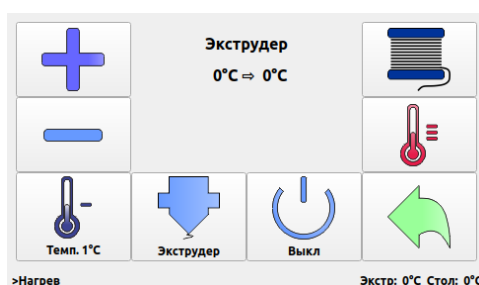 Экструдер
0°C ⇨ 0°C
Темп. 1°C
Экструдер
Выкл
>Нагрев
Экстр: 0°C Стол: 0°C